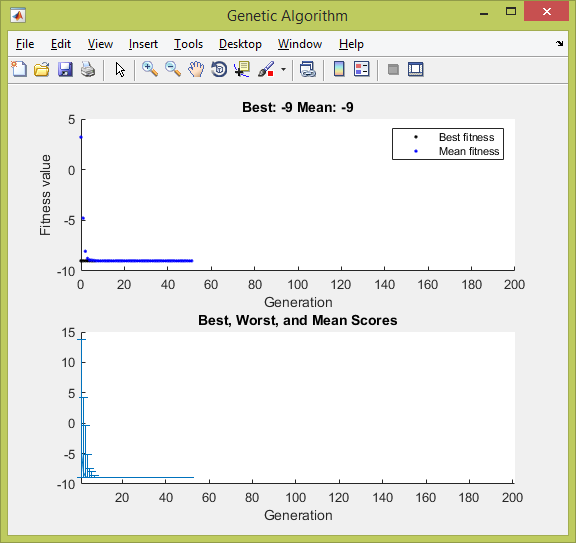 Genetic Algorithm
File Edit View Insert Tools Desktop Window Help
Best: -9 Mean: -9
5
0
-5
-10
Fitness value
Best fitness
Mean fitness
0 20 40 60 80 100 120 140 160 180 200
Generation
Best, Worst, and Mean Scores
15
10
5
0
-5
-10
20 40 60 80 100 120 140 160 180 200
Generation